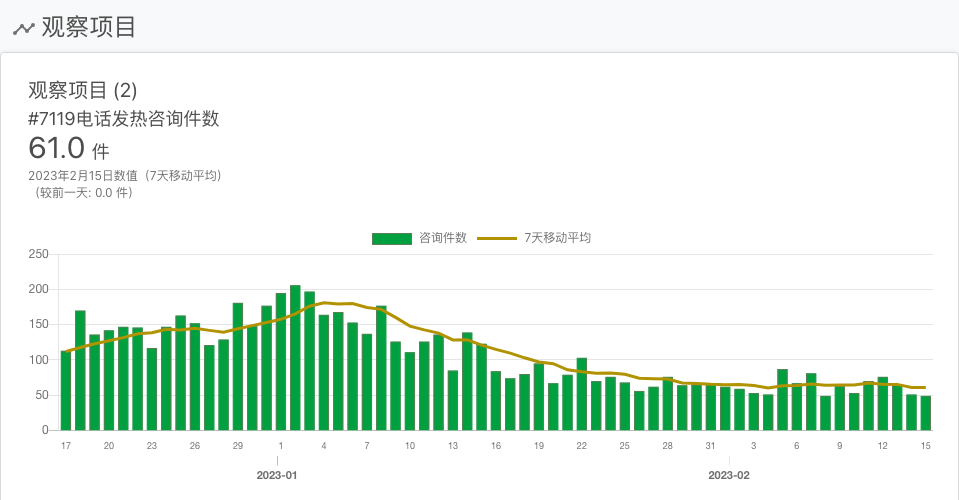 观察项目
观察项目 (2)
#7119电话发热咨询件数
61.0 件
2023年2月15日数值（7天移动平均）
（较前一天: 0.0 件）
咨询件数 7天移动平均
250
200
150
100
50
0
17 20 23 26 29 1 4 7 10 13 16 19 22 25 28 31 3 6 9 12 15
2023-01 2023-02